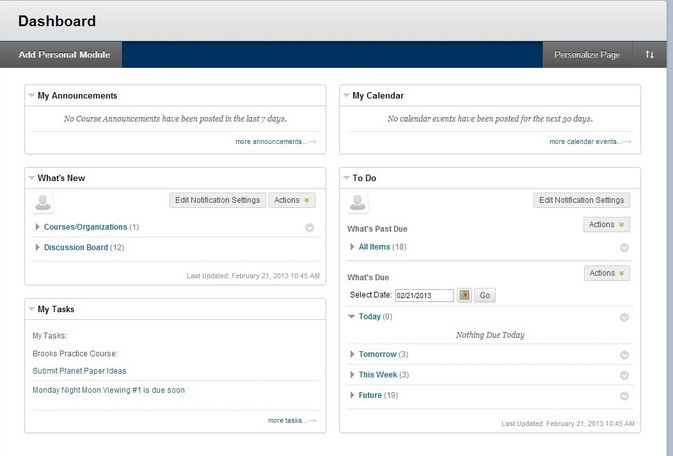 Dashboard
Add Personal Module
Personalize Page
My Announcements
No Course Announcements have been posted in the last 7 days.
more announcements...
My Calendar
No calendar events have been posted for the next 30 days.
more calendar events...
What's New
Edit Notification Settings
Actions
Courses/Organizations (1)
Discussion Board (12)
Last Updated: February 21, 2013 10:45 AM
My Tasks
My Tasks:
Brooks Practice Course:
Submit Planet Paper Ideas
Monday Night Moon Viewing #1 is due soon
more tasks...
To Do
Edit Notification Settings
Actions
What's Past Due
All Items (18)
Actions
What's Due
Select Date: 02/21/2013 Go
Today (0)
Nothing Due Today
Tomorrow (3)
This Week (3)
Future (19)
Last Updated: February 21, 2013 10:45 AM